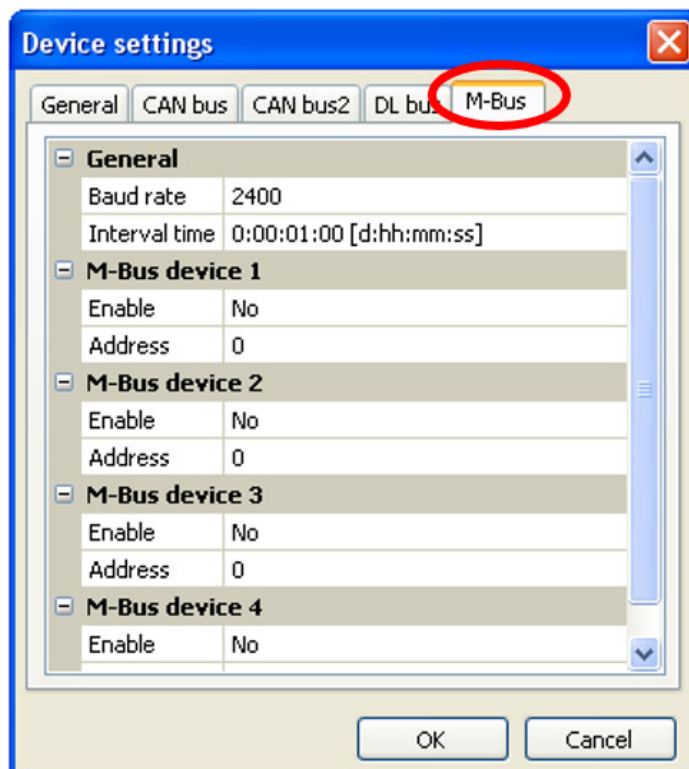 Device settings
General CAN bus CAN bus2 DL bus M-Bus
General
Baud rate 2400
Interval time 0:00:01:00 [d:hh:mm:ss]
M-Bus device 1
Enable No
Address 0
M-Bus device 2
Enable No
Address 0
M-Bus device 3
Enable No
Address 0
M-Bus device 4
Enable No
OK Cancel